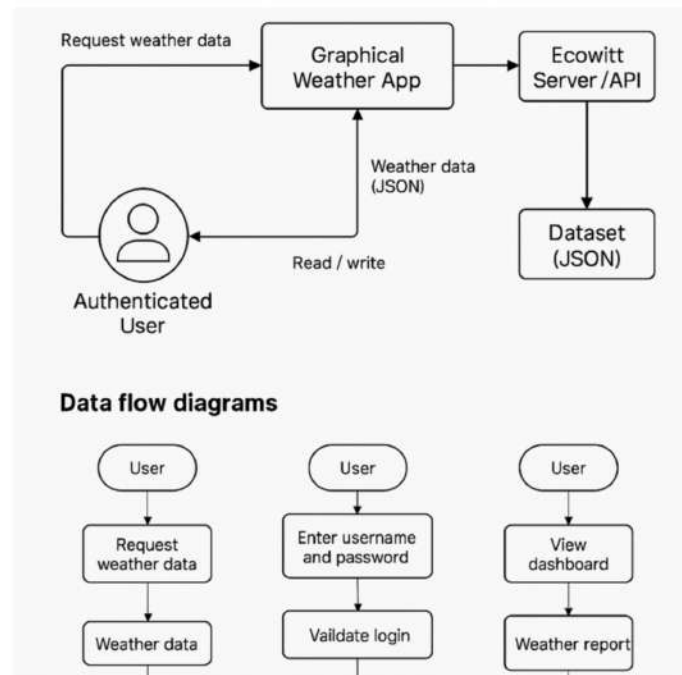 Request weather data
Graphical
Weather App
Ecowitt
Server/API
Weather data
(JSON)
Dataset
(JSON)
Read / write
Authenticated
User
Data flow diagrams
User
Request
weather data
Weather data
User
Enter username
and password
Vaildate login
User
View
dashboard
Weather report